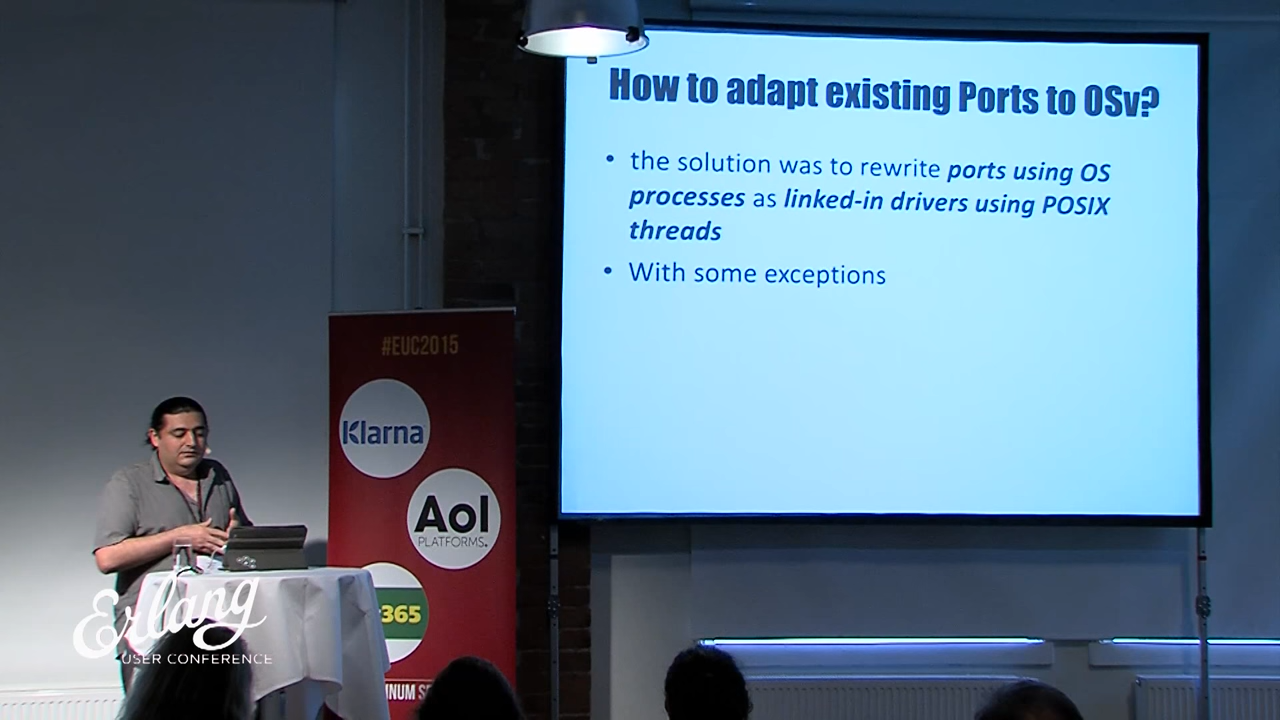 How to adapt existing Ports to OSv?
• the solution was to rewrite ports using OS
processes as linked-in drivers using POSIX
threads
• With some exceptions
#EUC2015
Klarna
Aol
PLATFORMS.
365
Erlang
USER CONFERENCE